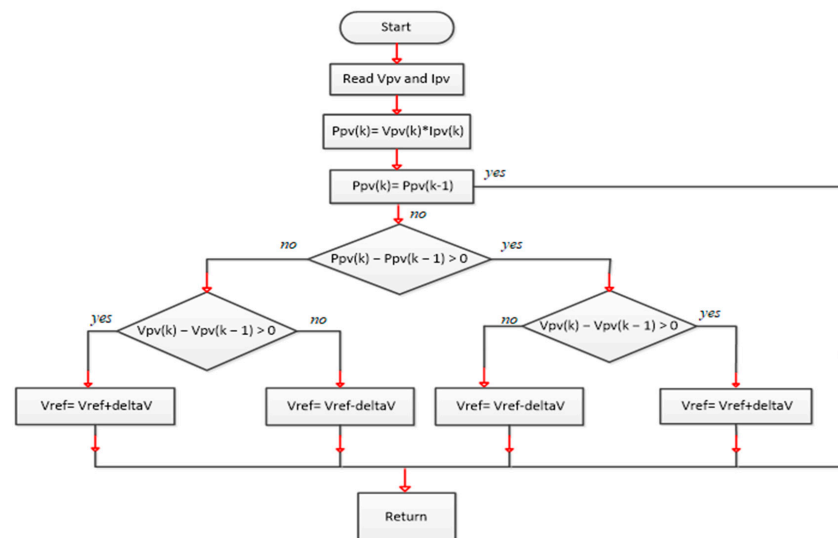 Start
Read Vpv and Ipv
Ppv(k)= Vpv(k)*Ipv(k)
Ppv(k)= Ppv(k-1)
yes
no
no
Ppv(k) – Ppv(k – 1) > 0
yes
yes
Vpv(k) – Vpv(k – 1) > 0
no
no
Vpv(k) – Vpv(k – 1) > 0
yes
Vref= Vref+deltaV
Vref= Vref-deltaV
Vref= Vref-deltaV
Vref= Vref+deltaV
Return